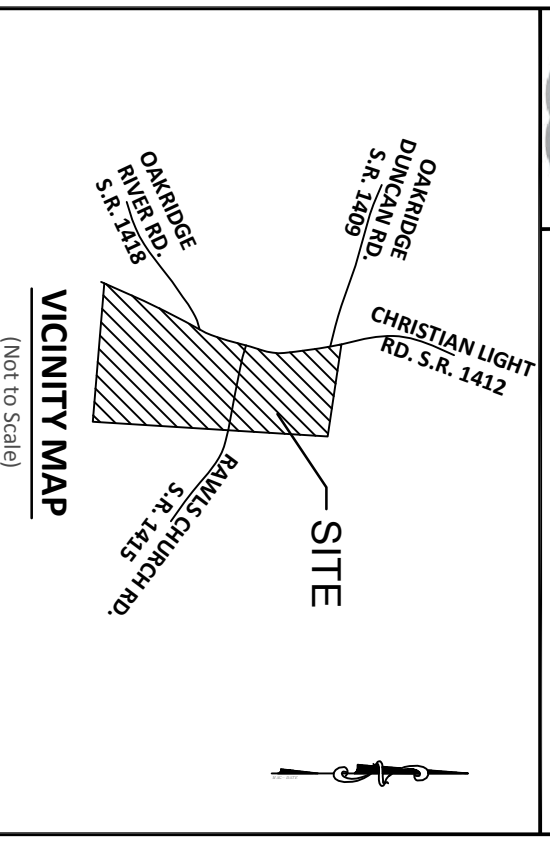 OAKRIDGE
DUNCAN RD.
S.R. 1409
CHRISTIAN LIGHT
RD. S.R. 1412
OAKRIDGE
RIVER RD.
S.R. 1418
SITE
RAWLS CHURCH RD.
S.R. 1415
VICINITY MAP
(Not to Scale)